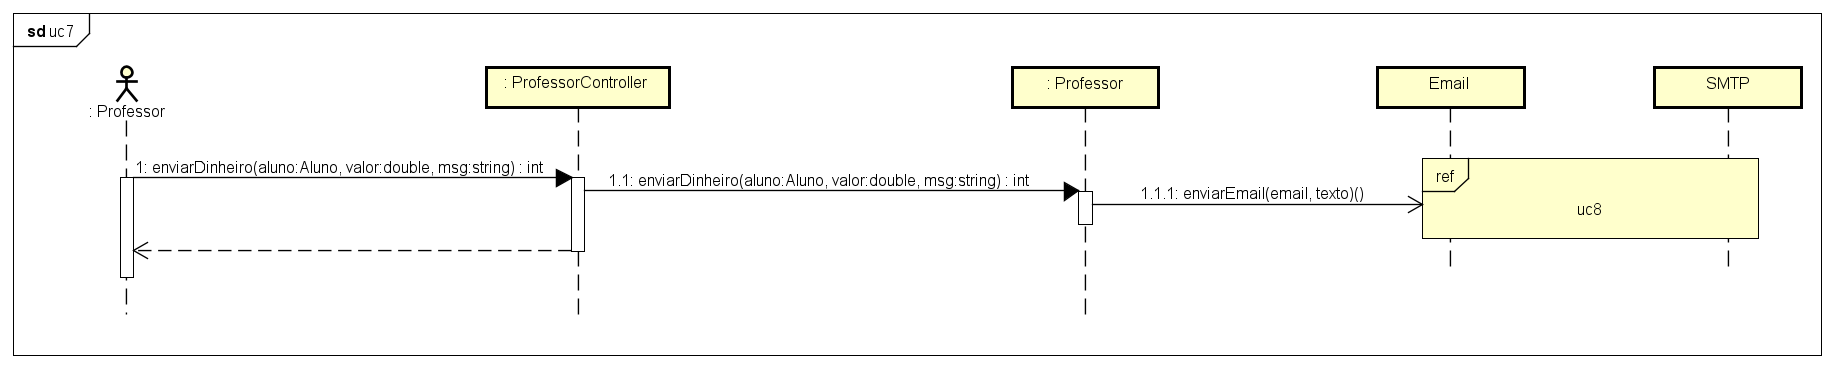 sd uc7
: Professor
: ProfessorController
: Professor
Email
SMTP
1: enviarDinheiro(aluno:Aluno, valor:double, msg:string) : int
1.1: enviarDinheiro(aluno:Aluno, valor:double, msg:string) : int
1.1.1: enviarEmail(email, texto)()
ref
uc8